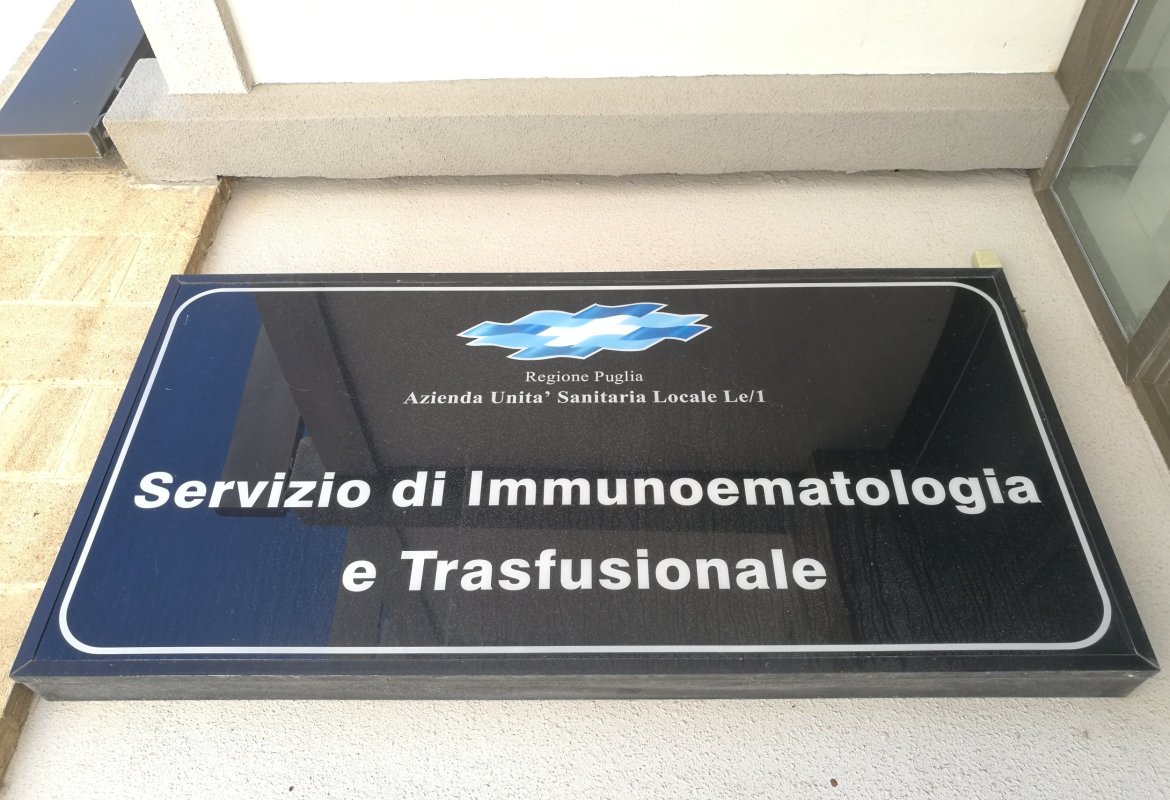 Regione Puglia
Azienda Unita' Sanitaria Locale Le/1
Servizio di Immunoematologia
e Trasfusionale